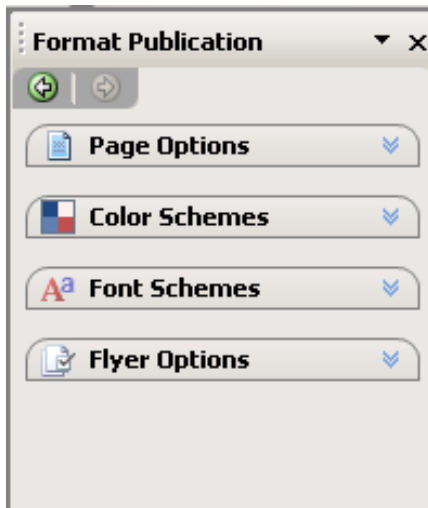 Format Publication
Page Options
Color Schemes
Font Schemes
Flyer Options